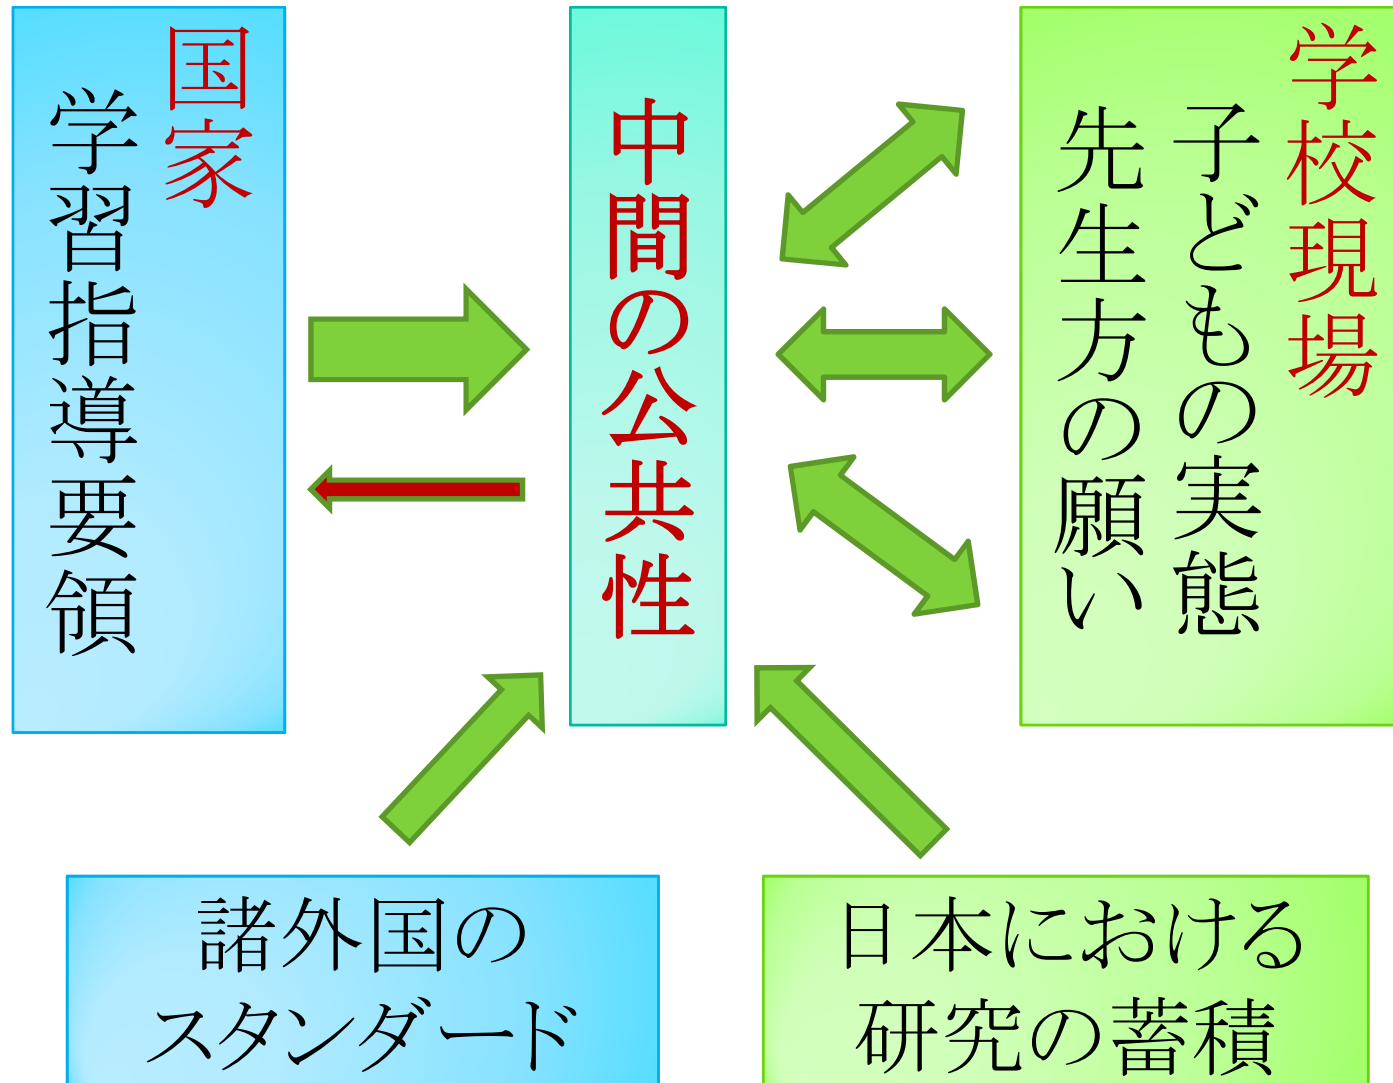 国家
学習指導要領
中間の公共性
学校現場
子どもの実態
先生方の願い
諸外国の
スタンダード
日本における
研究の蓄積